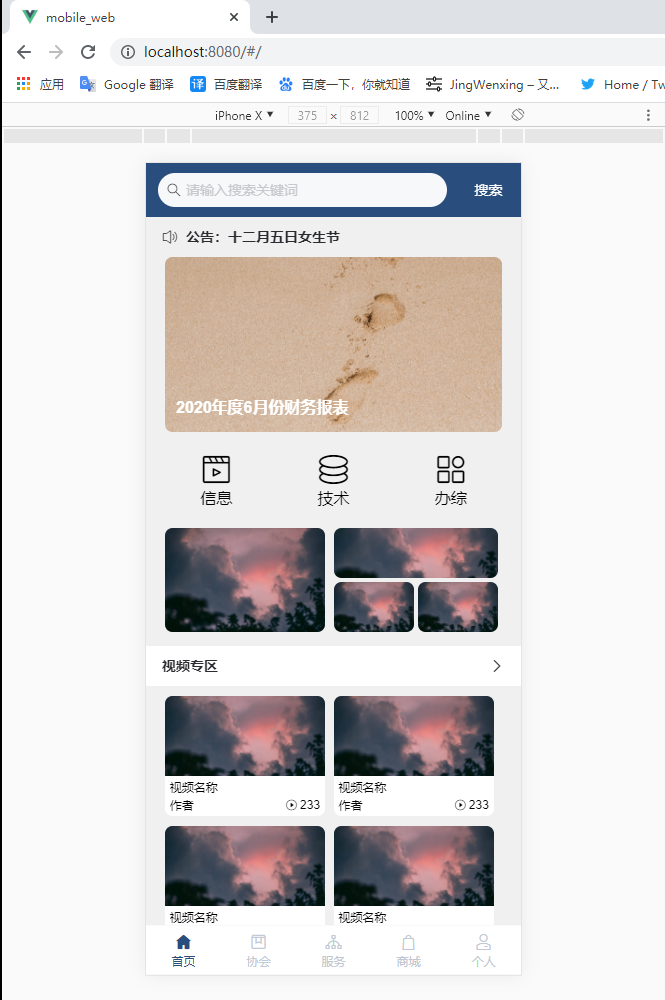 mobile_web
localhost:8080/#/
应用 Google 翻译 百度翻译 百度一下，你就知道 JingWenxing – 又... Home / Tw
iPhone X ▼ 375 × 812 100% ▼ Online ▼
请输入搜索关键词 搜索
公告：十二月五日女生节
2020年度6月份财务报表
信息 技术 办综
视频专区
视频名称 视频名称
作者 233 作者 233
视频名称 视频名称
首页 协会 服务 商城 个人